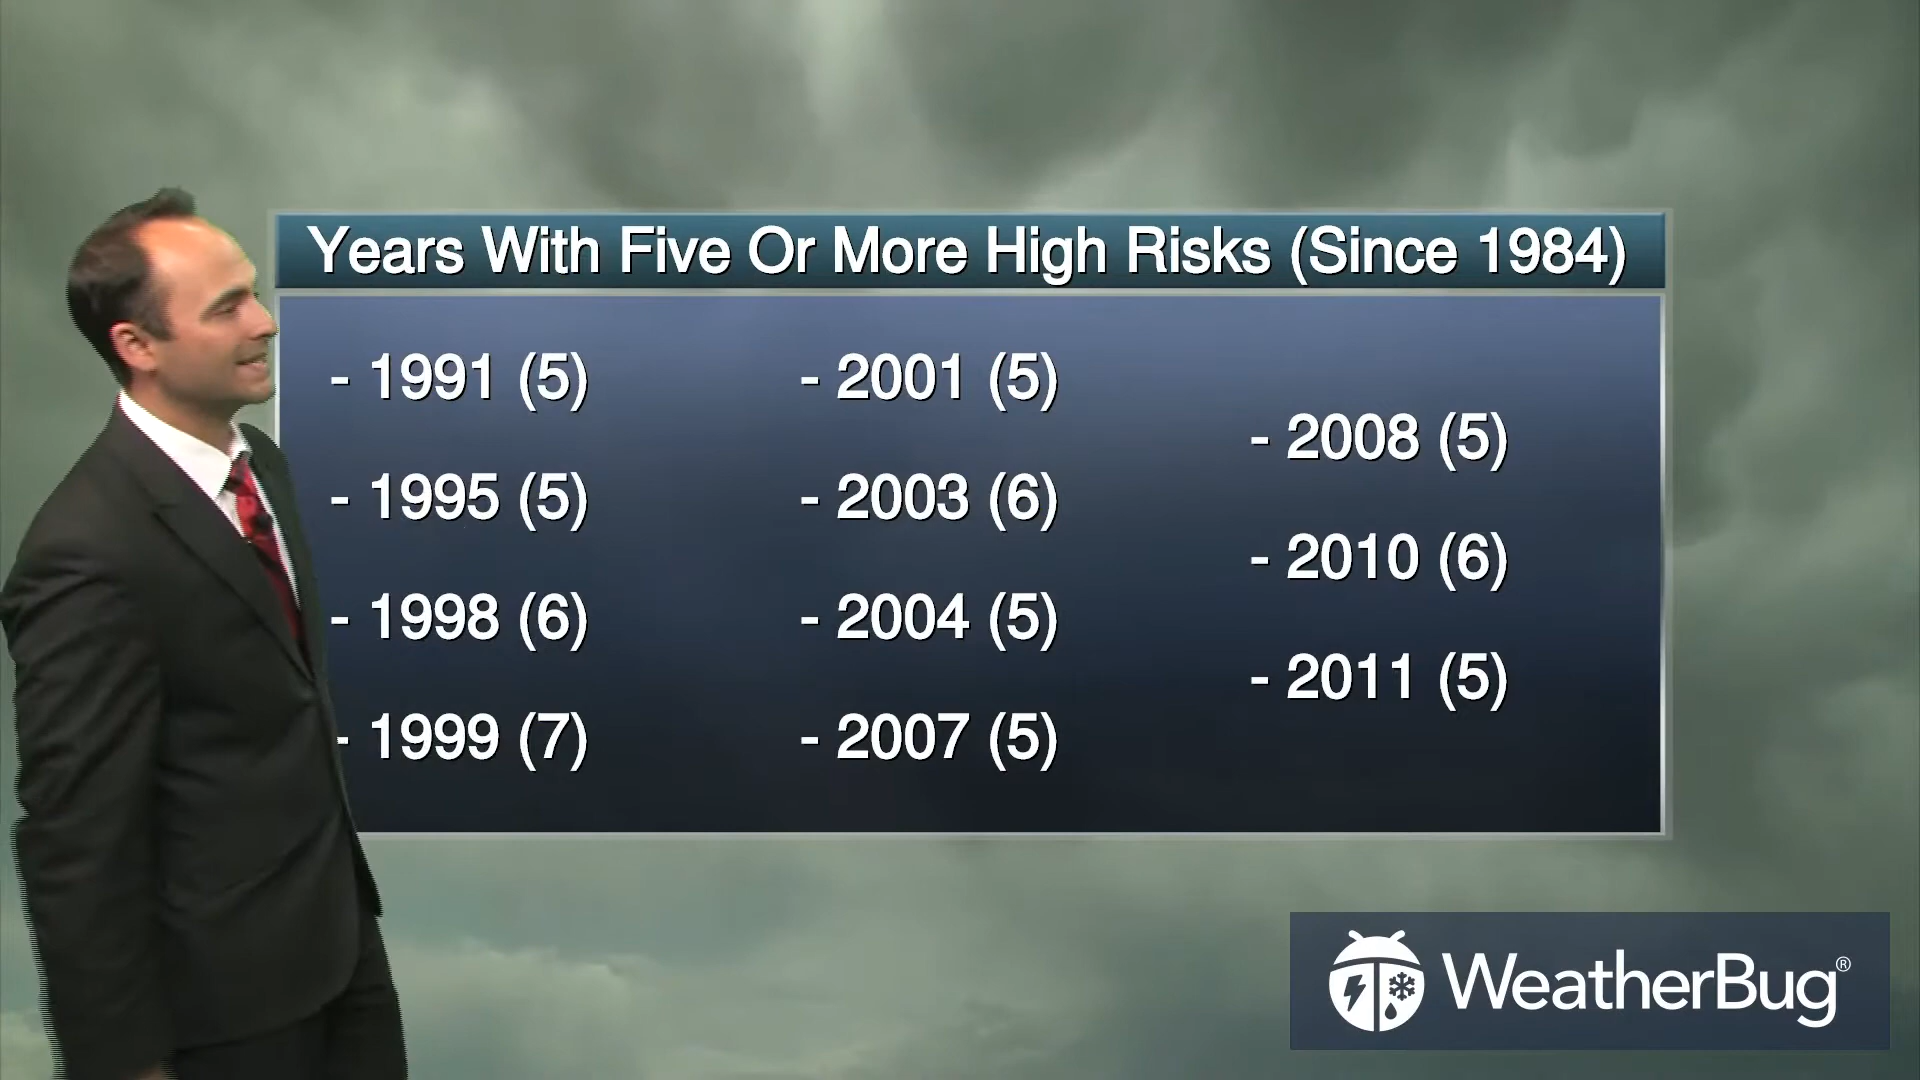 Years With Five Or More High Risks (Since 1984)
- 1991 (5)
- 1995 (5)
- 1998 (6)
- 1999 (7)
- 2001 (5)
- 2003 (6)
- 2004 (5)
- 2007 (5)
- 2008 (5)
- 2010 (6)
- 2011 (5)
WeatherBug®